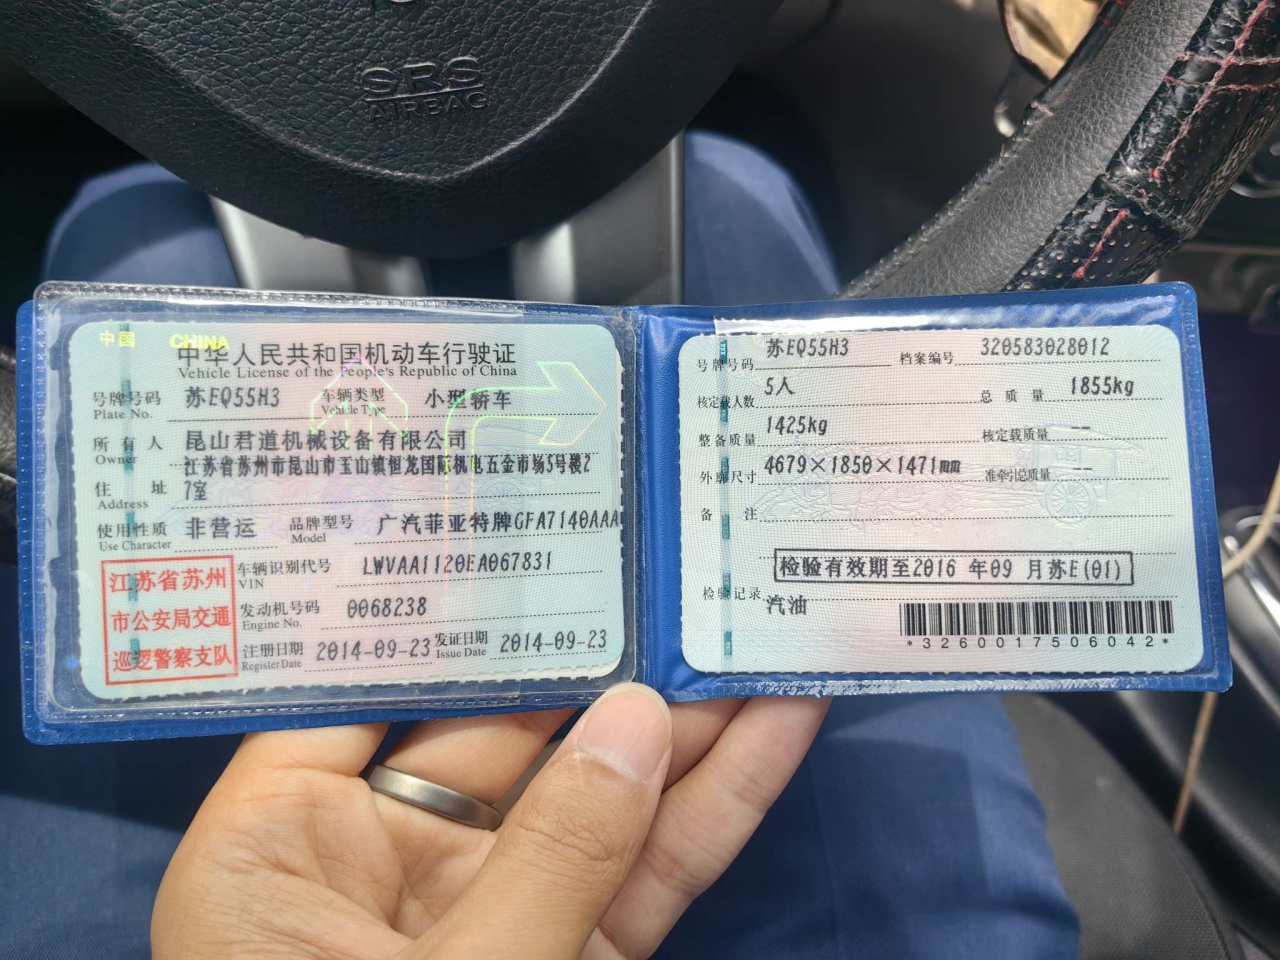 SRS
AIRBAG
中国 CHINA
中华人民共和国机动车行驶证
Vehicle License of the People's Republic of China
号牌号码 苏EQ55H3 车辆类型 小型轿车
Plate No. Vehicle Type
所有人 昆山君道机械设备有限公司
Owner
江苏省苏州市昆山市玉山镇恒龙国际机电五金市场5号楼2
住址 7室
Address
使用性质 非营运 品牌型号 广汽菲亚特牌GFA7140AAA
Use Character Model
江苏省苏州
市公安局交通
巡逻警察支队
车辆识别代号 LWVAA1120EA067831
VIN
发动机号码 0068238
Engine No.
注册日期 2014-09-23 发证日期 2014-09-23
Register Date Issue Date
号牌号码 苏EQ55H3 档案编号 320583028012
核定载人数 5人 总质量 1855kg
整备质量 1425kg 核定载质量 --
外廓尺寸 4679×1850×1471mm 准牵引总质量 --
备注
检验有效期至2016 年09 月苏E(01)
检验记录 汽油
*3260017506042*